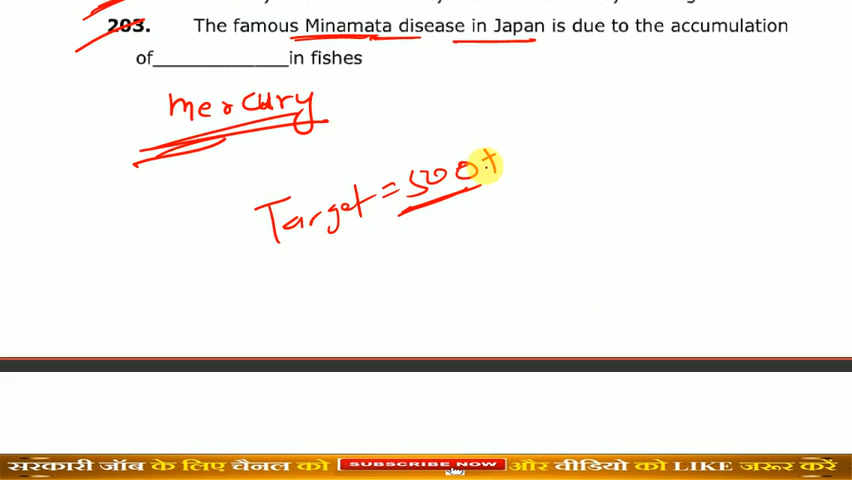 203. The famous Minamata disease in Japan is due to the accumulation
of_______________in fishes
mercury
Target = 500+
सरकारी जॉब के लिए चैनल को SUBSCRIBE NOW और वीडियो को LIKE जरूर करें